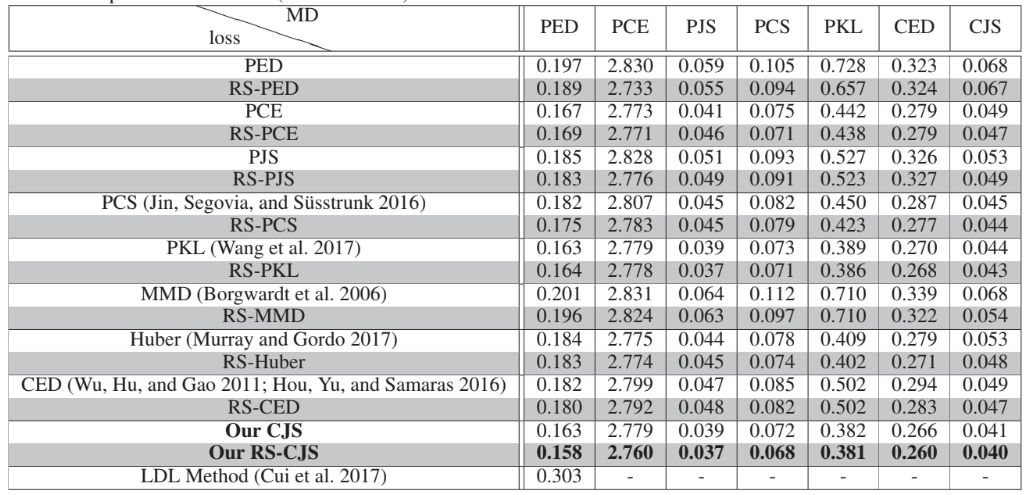 MD
loss
PED PCE PJS PCS PKL CED CJS
PED 0.197 2.830 0.059 0.105 0.728 0.323 0.068
RS-PED 0.189 2.733 0.055 0.094 0.657 0.324 0.067
PCE 0.167 2.773 0.041 0.075 0.442 0.279 0.049
RS-PCE 0.169 2.771 0.046 0.071 0.438 0.279 0.047
PJS 0.185 2.828 0.051 0.093 0.527 0.326 0.053
RS-PJS 0.183 2.776 0.049 0.091 0.523 0.327 0.049
PCS (Jin, Segovia, and Süsstrunk 2016) 0.182 2.807 0.045 0.082 0.450 0.287 0.045
RS-PCS 0.175 2.783 0.045 0.079 0.423 0.277 0.044
PKL (Wang et al. 2017) 0.163 2.779 0.039 0.073 0.389 0.270 0.044
RS-PKL 0.164 2.778 0.037 0.071 0.386 0.268 0.043
MMD (Borgwardt et al. 2006) 0.201 2.831 0.064 0.112 0.710 0.339 0.068
RS-MMD 0.196 2.824 0.063 0.097 0.710 0.322 0.054
Huber (Murray and Gordo 2017) 0.184 2.775 0.044 0.078 0.409 0.279 0.053
RS-Huber 0.183 2.774 0.045 0.074 0.402 0.271 0.048
CED (Wu, Hu, and Gao 2011; Hou, Yu, and Samaras 2016) 0.182 2.799 0.047 0.085 0.502 0.294 0.049
RS-CED 0.180 2.792 0.048 0.082 0.502 0.283 0.047
Our CJS 0.163 2.779 0.039 0.072 0.382 0.266 0.041
Our RS-CJS 0.158 2.760 0.037 0.068 0.381 0.260 0.040
LDL Method (Cui et al. 2017) 0.303 - - - - - -